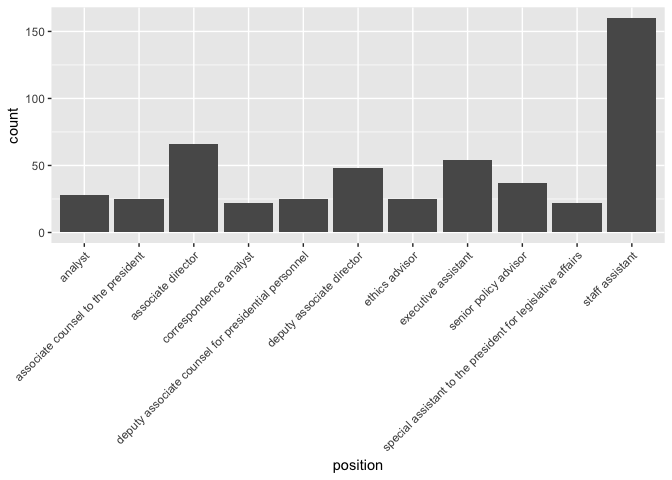 150
100
50
0
count
analyst
associate counsel to the president
associate director
correspondence analyst
deputy associate counsel for presidential personnel
deputy associate director
ethics advisor
executive assistant
senior policy advisor
special assistant to the president for legislative affairs
staff assistant
position